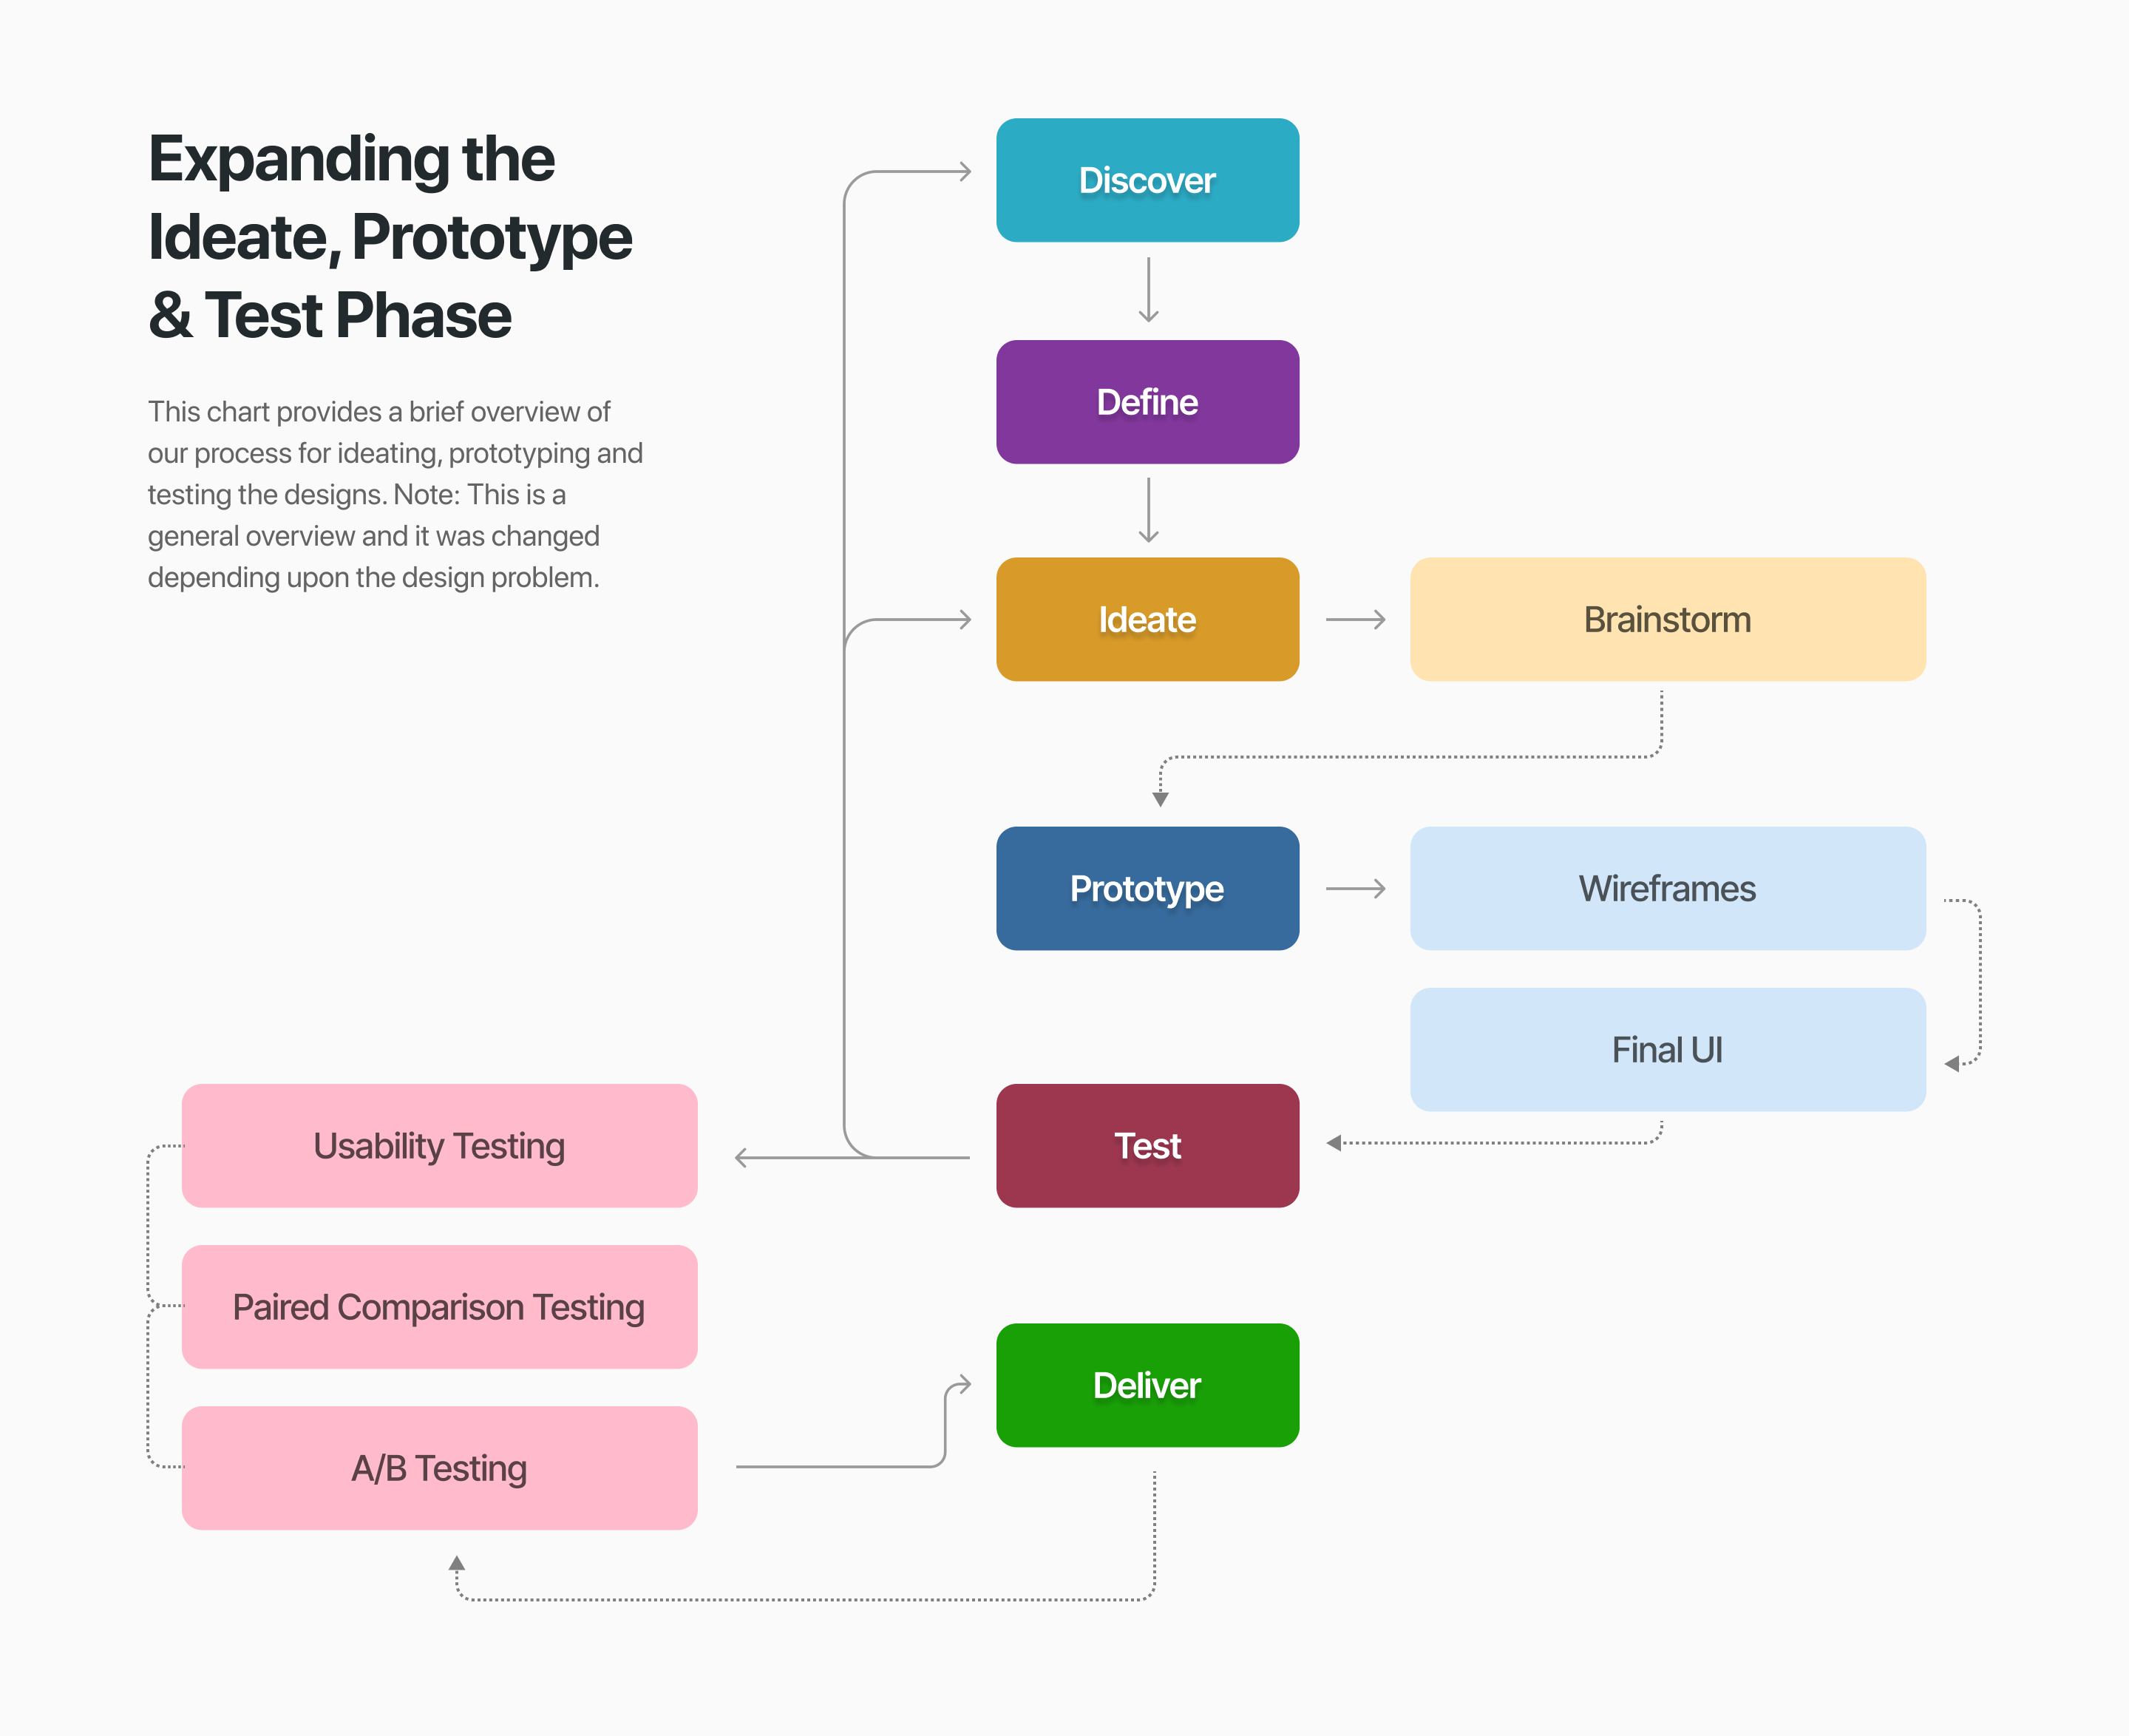 Expanding the
Ideate, Prototype
& Test Phase
This chart provides a brief overview of
our process for ideating, prototyping and
testing the designs. Note: This is a
general overview and it was changed
depending upon the design problem.
Discover
Define
Ideate
Brainstorm
Prototype
Wireframes
Final UI
Test
Usability Testing
Paired Comparison Testing
A/B Testing
Deliver